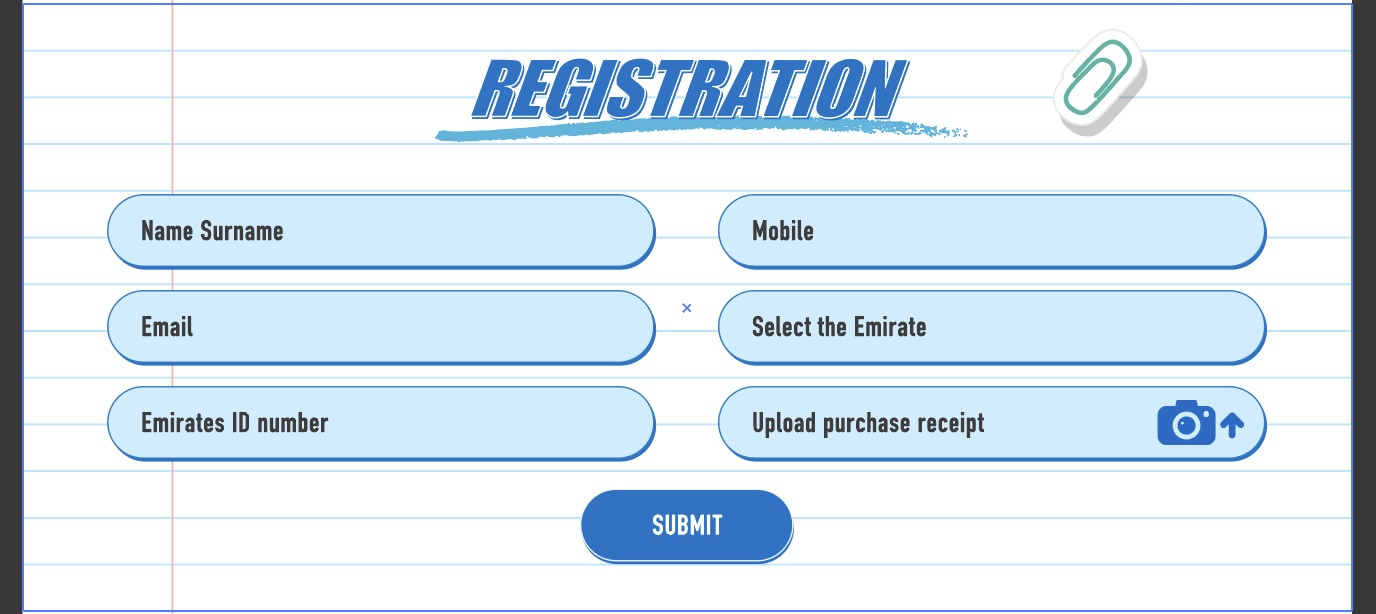 REGISTRATION
Name Surname
Mobile
Email
Select the Emirate
Emirates ID number
Upload purchase receipt
SUBMIT